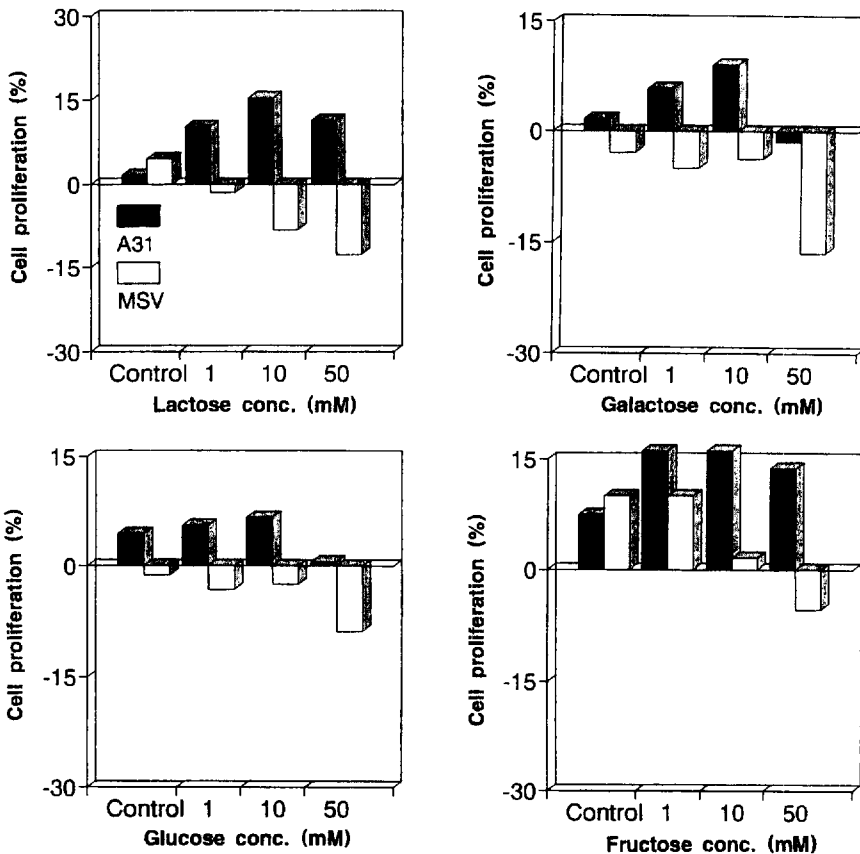 Cell proliferation (%)
30
15
0
-15
-30
A31
MSV
Control 1 10 50
Lactose conc. (mM)
Cell proliferation (%)
15
0
-15
-30
Control 1 10 50
Galactose conc. (mM)
Cell proliferation (%)
15
0
-15
-30
Control 1 10 50
Glucose conc. (mM)
Cell proliferation (%)
15
0
-15
-30
Control 1 10 50
Fructose conc. (mM)